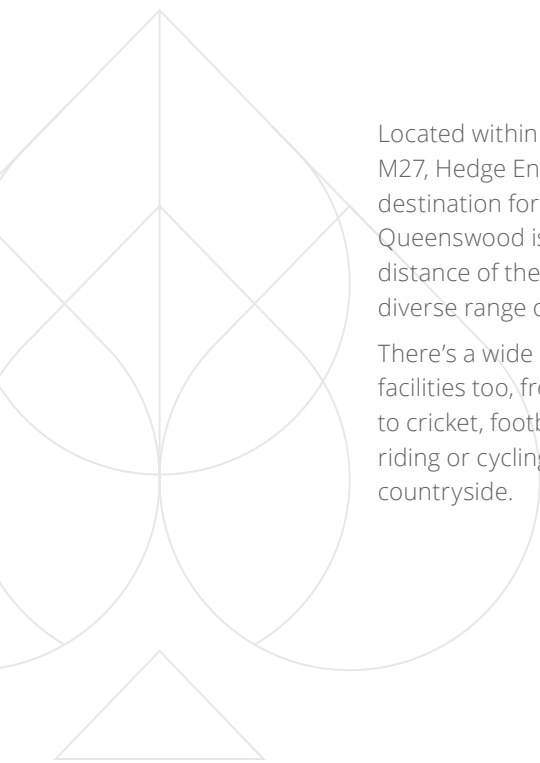 Located within
M27, Hedge En
destination for
Queenswood is
distance of the
diverse range o
There's a wide
facilities too, fro
to cricket, footb
riding or cycling
countryside.